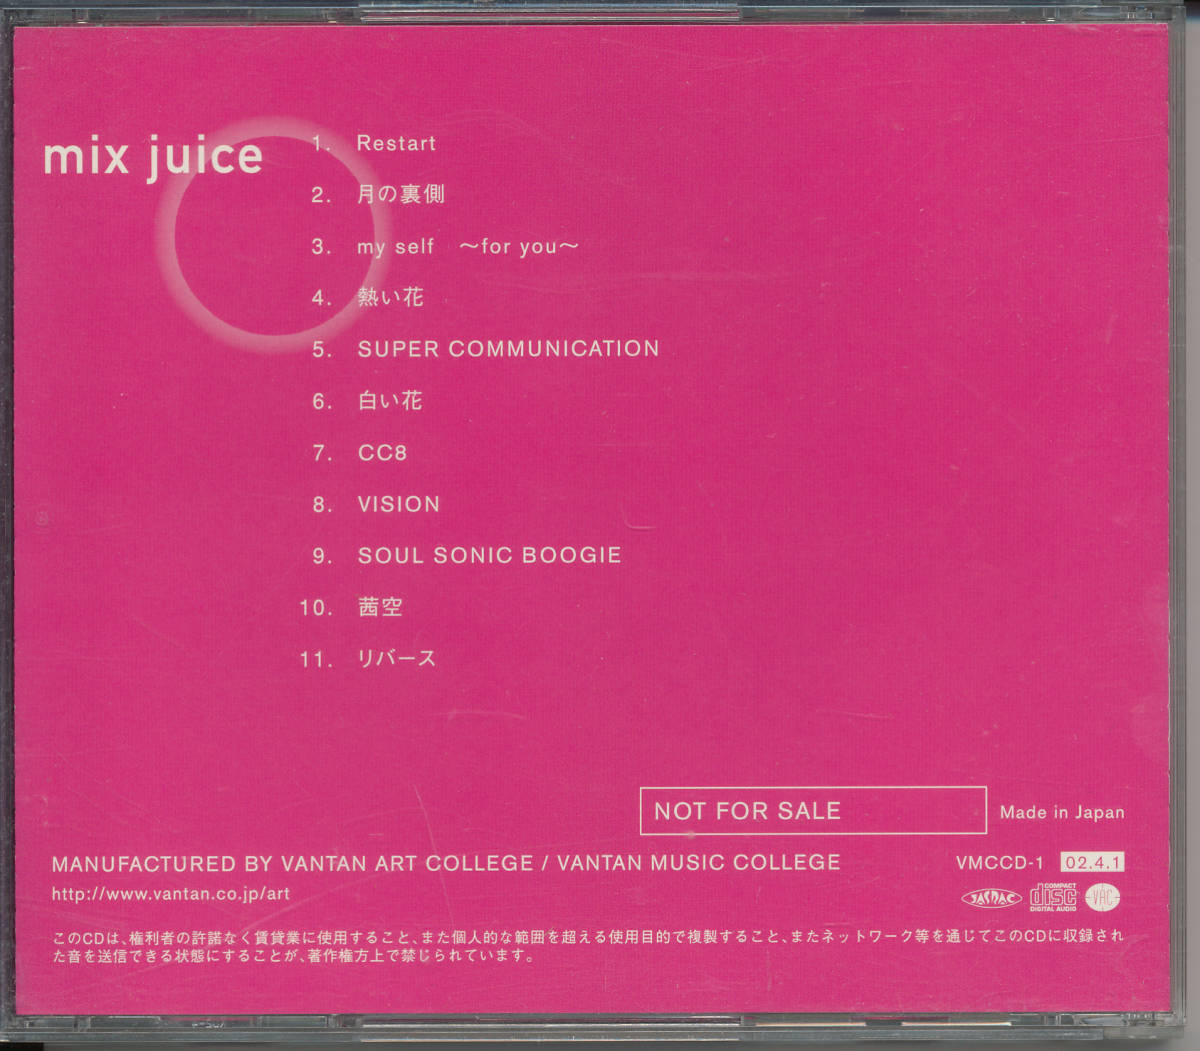 mix juice
1. Restart
2. 月の裏側
3. my self ～for you～
4. 熱い花
5. SUPER COMMUNICATION
6. 白い花
7. CC8
8. VISION
9. SOUL SONIC BOOGIE
10. 茜空
11. リバース
NOT FOR SALE
Made in Japan
MANUFACTURED BY VANTAN ART COLLEGE / VANTAN MUSIC COLLEGE
VMCCD-1 02.4.1
http://www.vantan.co.jp/art
JASRAC COMPACT disc DIGITAL AUDIO VAC
このCDは、権利者の許諾なく賃貸業に使用すること、また個人的な範囲を超える使用目的で複製すること、またネットワーク等を通じてこのCDに収録され
た音を送信できる状態にすることが、著作権方上で禁じられています。